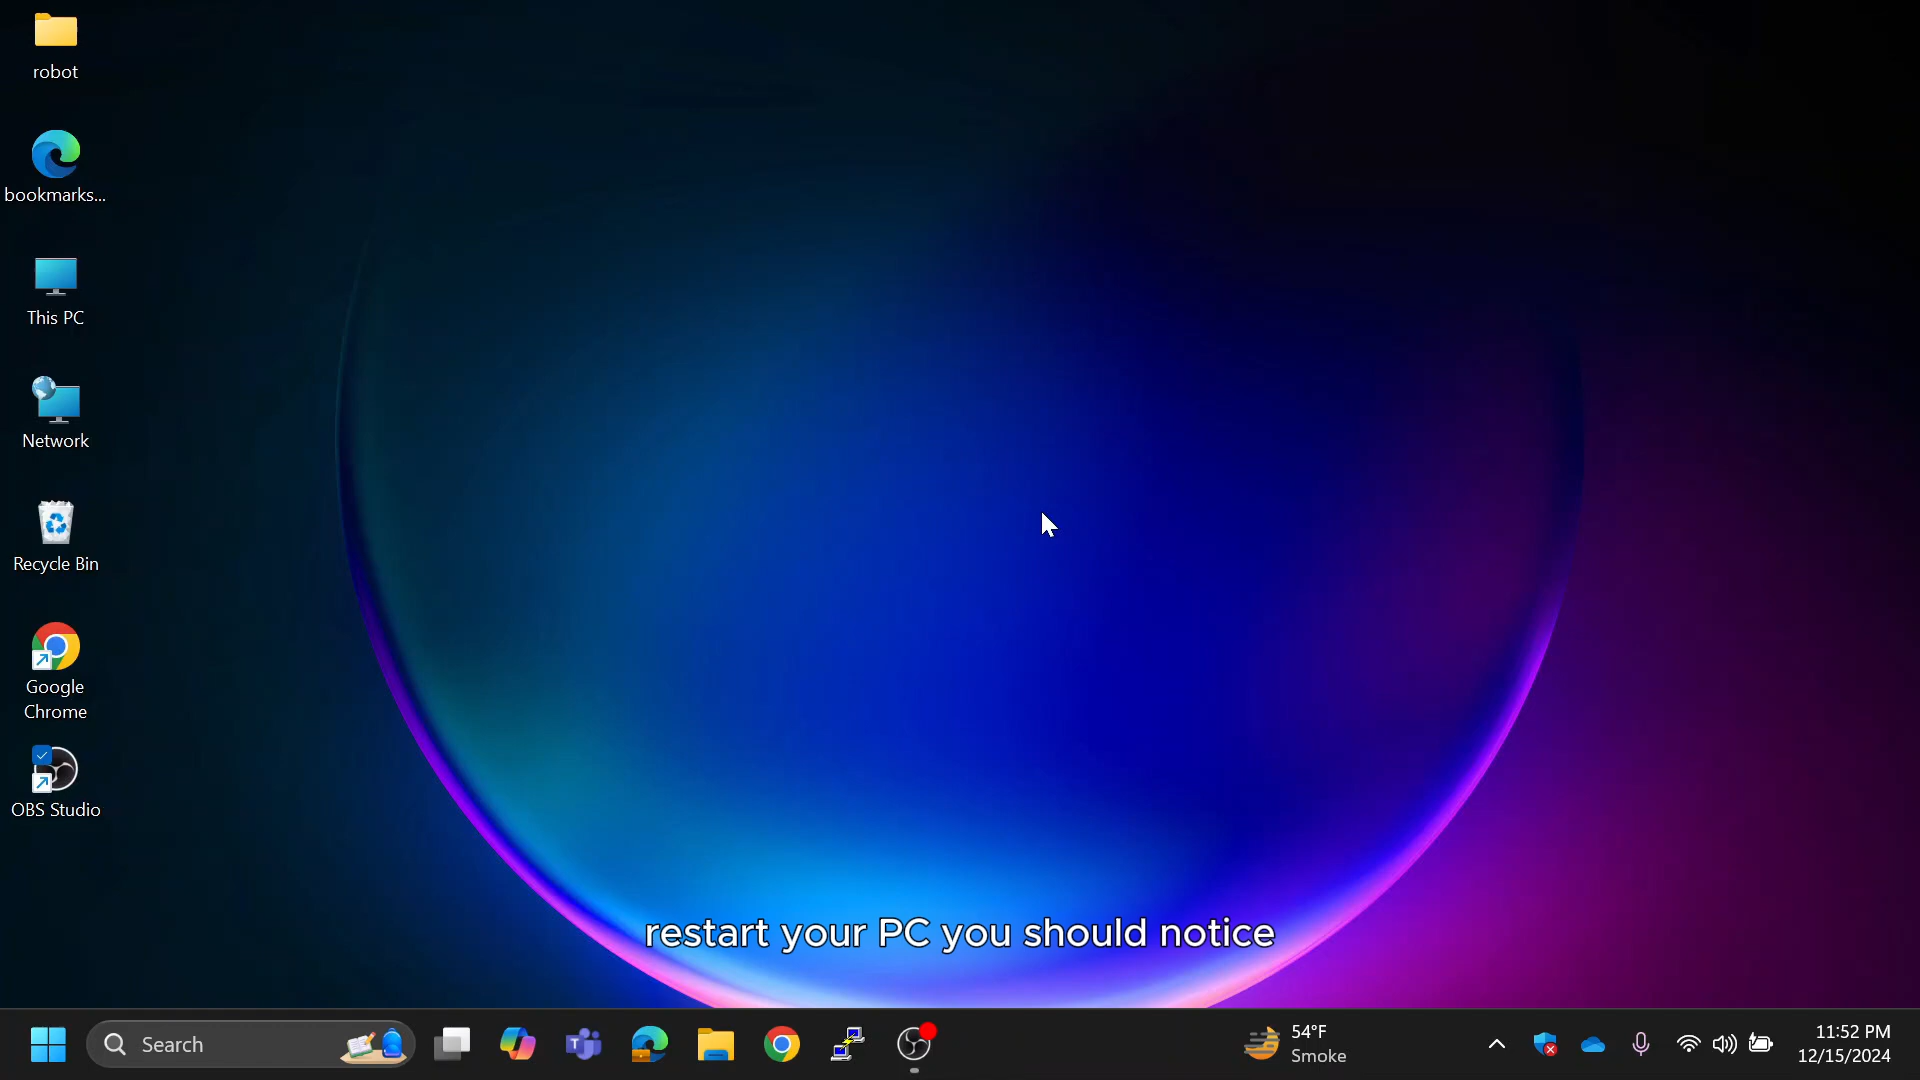 robot
bookmarks...
This PC
Network
Recycle Bin
Google
Chrome
OBS Studio
restart your PC you should notice
Search
54°F
Smoke
11:52 PM
12/15/2024